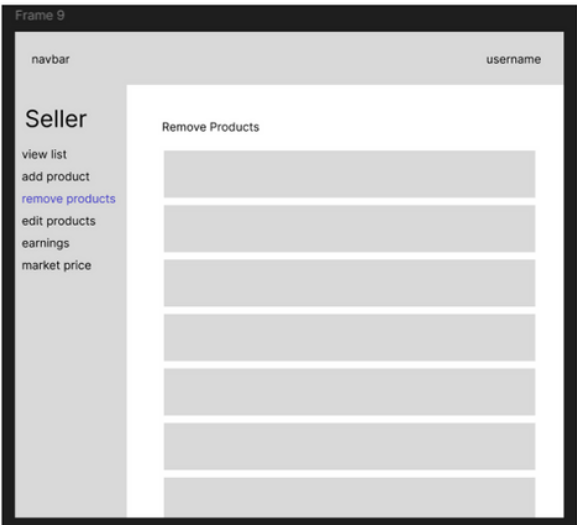 Frame 9
navbar
username
Seller
view list
add product
remove products
edit products
earnings
market price
Remove Products